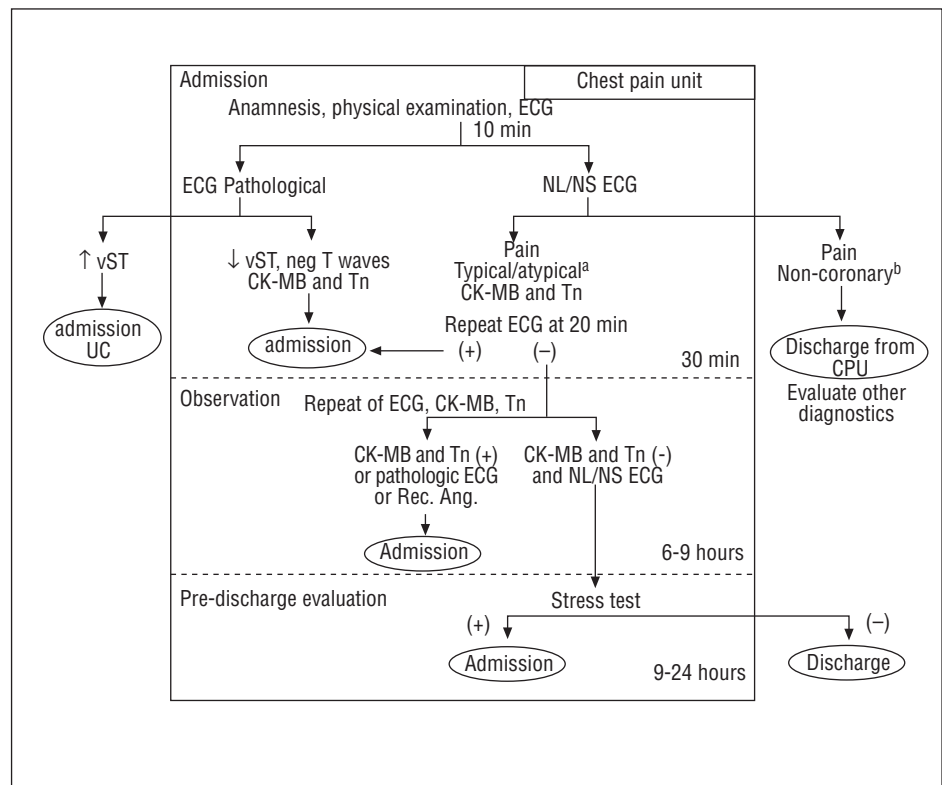 Admission
Chest pain unit
Anamnesis, physical examination, ECG
10 min
ECG Pathological
NL/NS ECG
↑ vST
↓ vST, neg T waves
CK-MB and Tn
Pain
Typical/atypicalᵃ
CK-MB and Tn
Pain
Non-coronaryᵇ
admission
UC
admission
Repeat ECG at 20 min
(+)
(–)
Discharge from
CPU
Evaluate other
diagnostics
30 min
Observation
Repeat of ECG, CK-MB, Tn
CK-MB and Tn (+)
or pathologic ECG
or Rec. Ang.
CK-MB and Tn (-)
and NL/NS ECG
Admission
6-9 hours
Pre-discharge evaluation
Stress test
(+)
(–)
Admission
Discharge
9-24 hours